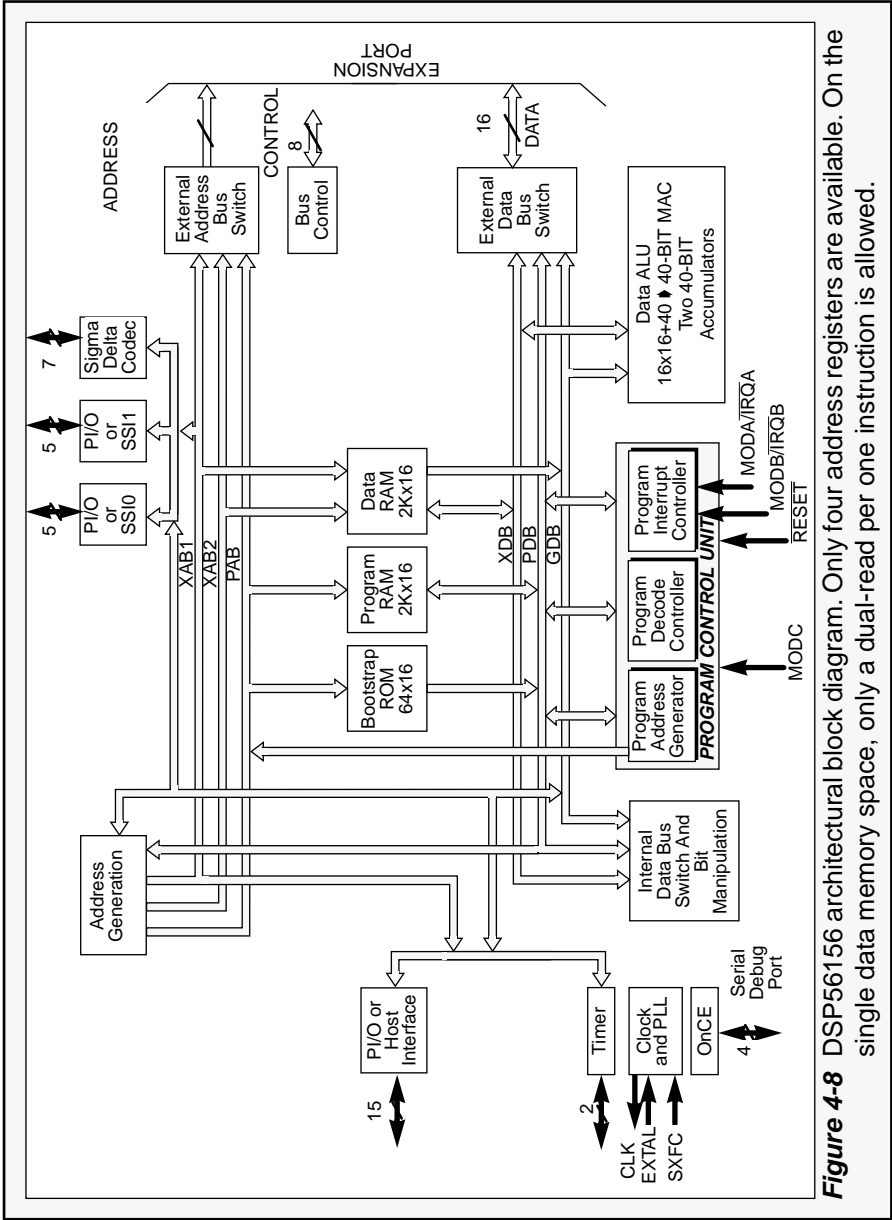 5
5
7
PI/O
or
SSI0
PI/O
or
SSI1
Sigma
Delta
Codec
ADDRESS
Address
Generation
XAB1
XAB2
PAB
External
Address
Bus
Switch
CONTROL
8
Bus
Control
EXPANSION
PORT
15
PI/O or
Host
Interface
Bootstrap
ROM
64x16
Program
RAM
2Kx16
Data
RAM
2Kx16
XDB
PDB
GDB
External
Data
Bus
Switch
16
DATA
2
Timer
CLK
EXTAL
SXFC
Clock
and PLL
OnCE
4
Serial
Debug
Port
Internal
Data Bus
Switch And
Bit
Manipulation
Program
Address
Generator
Program
Decode
Controller
Program
Interrupt
Controller
PROGRAM CONTROL UNIT
Data ALU
16x16+40 ➧ 40-BIT MAC
Two 40-BIT
Accumulators
MODC
RESET
MODB/IRQB
MODA/IRQA
Figure 4-8 DSP56156 architectural block diagram. Only four address registers are available. On the
single data memory space, only a dual-read per one instruction is allowed.